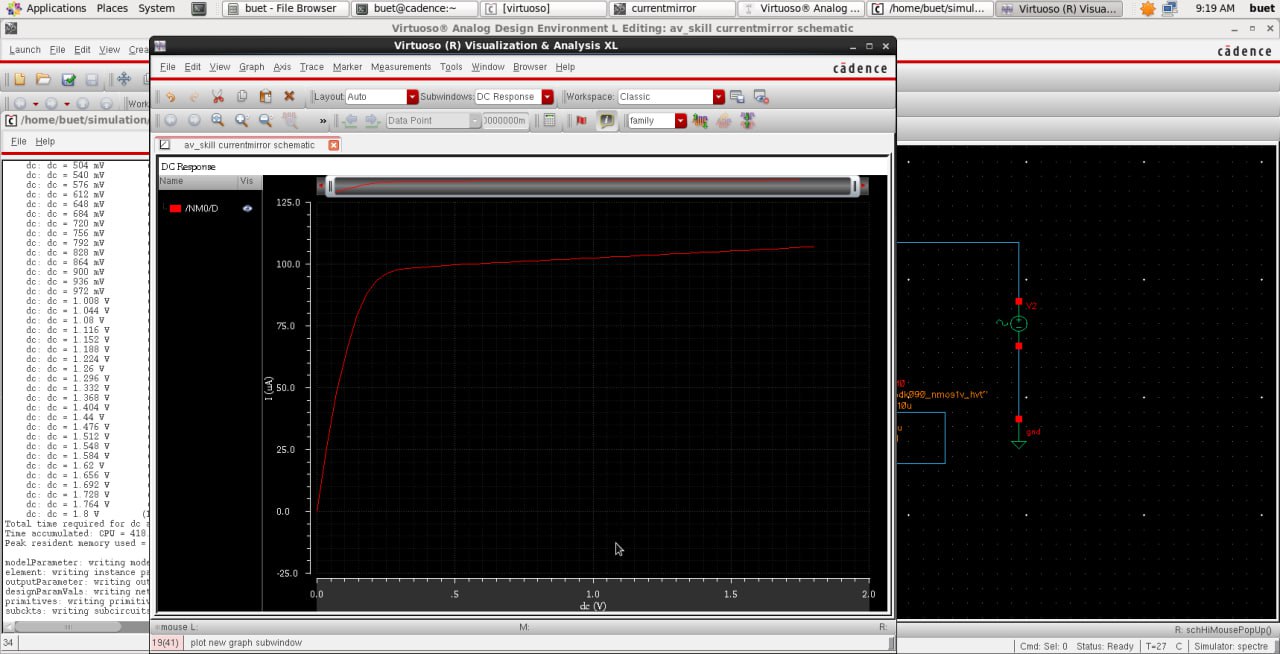 Applications Places System
buet - File Browser
buet@cadence:~
[virtuoso]
currentmirror
Virtuoso® Analog ...
/home/buet/simul...
Virtuoso (R) Visua...
9:19 AM buet
Virtuoso® Analog Design Environment L Editing: av_skill currentmirror schematic
Launch File Edit View Crea
cādence
Work
/home/buet/simulation/
File Help
dc: dc = 504 mV
dc: dc = 540 mV
dc: dc = 576 mV
dc: dc = 612 mV
dc: dc = 648 mV
dc: dc = 684 mV
dc: dc = 720 mV
dc: dc = 756 mV
dc: dc = 792 mV
dc: dc = 828 mV
dc: dc = 864 mV
dc: dc = 900 mV
dc: dc = 936 mV
dc: dc = 972 mV
dc: dc = 1.008 V
dc: dc = 1.044 V
dc: dc = 1.08 V
dc: dc = 1.116 V
dc: dc = 1.152 V
dc: dc = 1.188 V
dc: dc = 1.224 V
dc: dc = 1.26 V
dc: dc = 1.296 V
dc: dc = 1.332 V
dc: dc = 1.368 V
dc: dc = 1.404 V
dc: dc = 1.44 V
dc: dc = 1.476 V
dc: dc = 1.512 V
dc: dc = 1.548 V
dc: dc = 1.584 V
dc: dc = 1.62 V
dc: dc = 1.656 V
dc: dc = 1.692 V
dc: dc = 1.728 V
dc: dc = 1.764 V
dc: dc = 1.8 V (1
Total time required for dc a
Time accumulated: CPU = 418.
Peak resident memory used =
modelParameter: writing mode
element: writing instance pa
outputParameter: writing out
designParamVals: writing net
primitives: writing primitiv
subckts: writing subcircuits
34
Virtuoso (R) Visualization & Analysis XL
File Edit View Graph Axis Trace Marker Measurements Tools Window Browser Help
cādence
Layout: Auto Subwindows: DC Response Workspace: Classic
» Data Point 0000000m family
av_skill currentmirror schematic
DC Response
Name Vis
/NM0/D
125.0
100.0
75.0
50.0
25.0
0.0
-25.0
I (uA)
0.0 .5 1.0 1.5 2.0
dc (V)
mouse L: M: R:
19(41) plot new graph subwindow
V2
dk090_nmos1v_hvt"
10u
gnd
R: schHiMousePopUp()
Cmd: Sel: 0 Status: Ready T=27 C Simulator: spectre